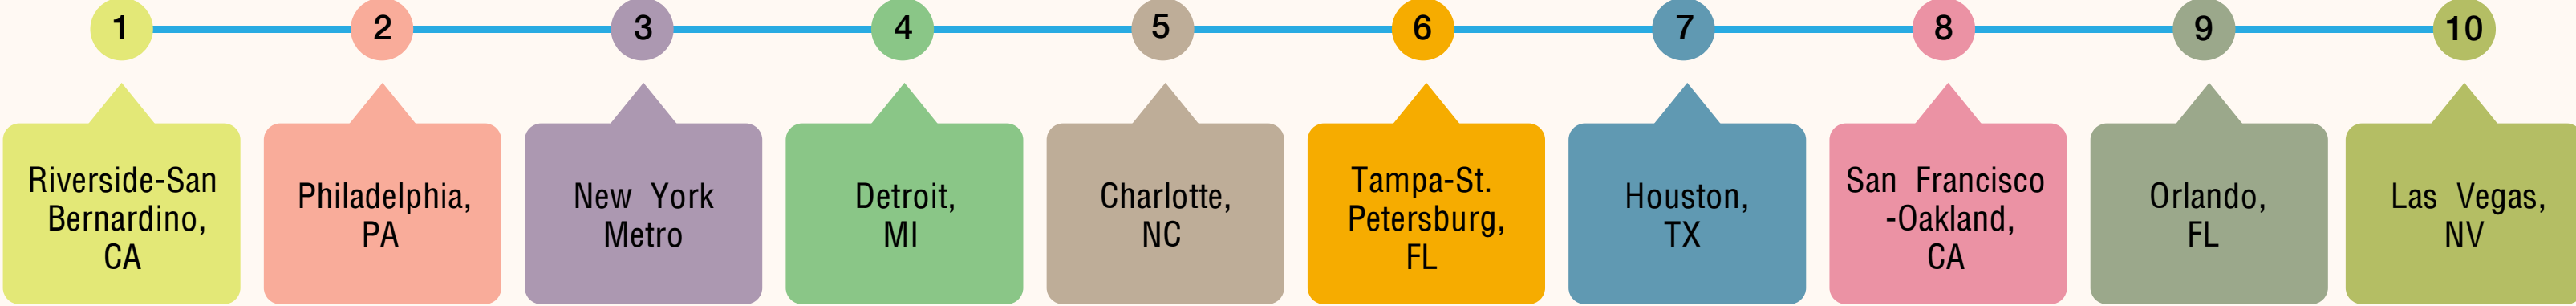 1 2 3 4 5 6 7 8 9 10
Riverside-San
Bernardino,
CA
Philadelphia,
PA
New York
Metro
Detroit,
MI
Charlotte,
NC
Tampa-St.
Petersburg,
FL
Houston,
TX
San Francisco
-Oakland,
CA
Orlando,
FL
Las Vegas,
NV